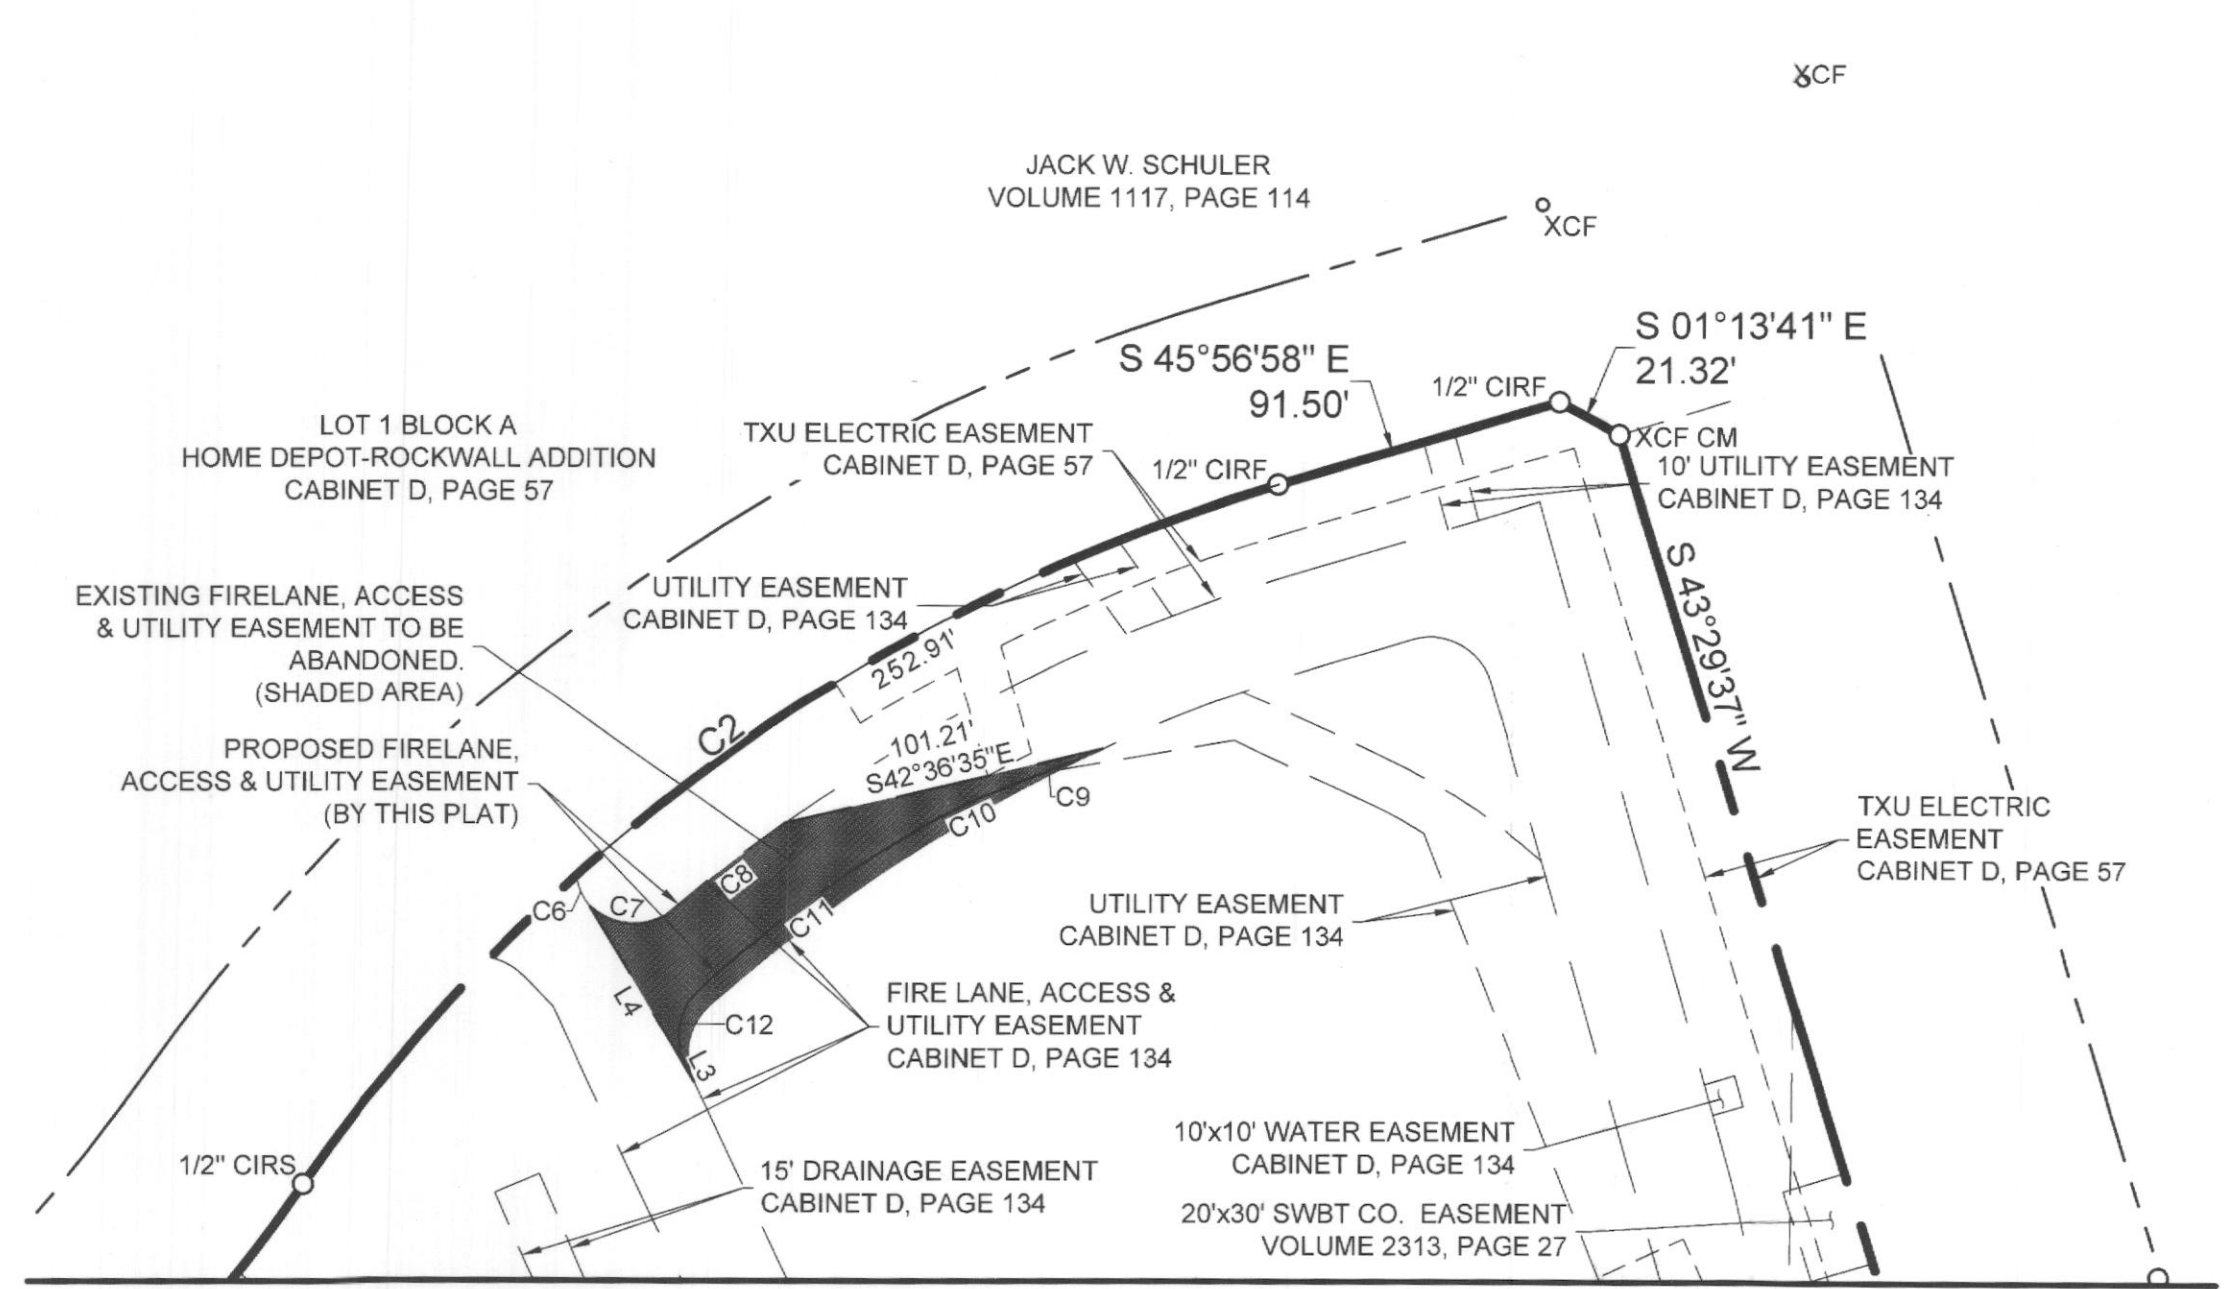 XCF
JACK W. SCHULER
VOLUME 1117, PAGE 114
XCF
S 01°13'41" E
21.32'
S 45°56'58" E
91.50'
1/2" CIRF
XCF CM
1/2" CIRF
10' UTILITY EASEMENT
CABINET D, PAGE 134
TXU ELECTRIC EASEMENT
CABINET D, PAGE 57
LOT 1 BLOCK A
HOME DEPOT-ROCKWALL ADDITION
CABINET D, PAGE 57
S 43°29'37" W
UTILITY EASEMENT
CABINET D, PAGE 134
EXISTING FIRELANE, ACCESS
& UTILITY EASEMENT TO BE
ABANDONED.
(SHADED AREA)
252.91'
C2
101.21'
S42°36'35"E
PROPOSED FIRELANE,
ACCESS & UTILITY EASEMENT
(BY THIS PLAT)
C9
C10
C8
C7
C6
C11
TXU ELECTRIC
EASEMENT
CABINET D, PAGE 57
UTILITY EASEMENT
CABINET D, PAGE 134
L4
C12
L3
FIRE LANE, ACCESS &
UTILITY EASEMENT
CABINET D, PAGE 134
10'x10' WATER EASEMENT
CABINET D, PAGE 134
1/2" CIRS
15' DRAINAGE EASEMENT
CABINET D, PAGE 134
20'x30' SWBT CO. EASEMENT
VOLUME 2313, PAGE 27